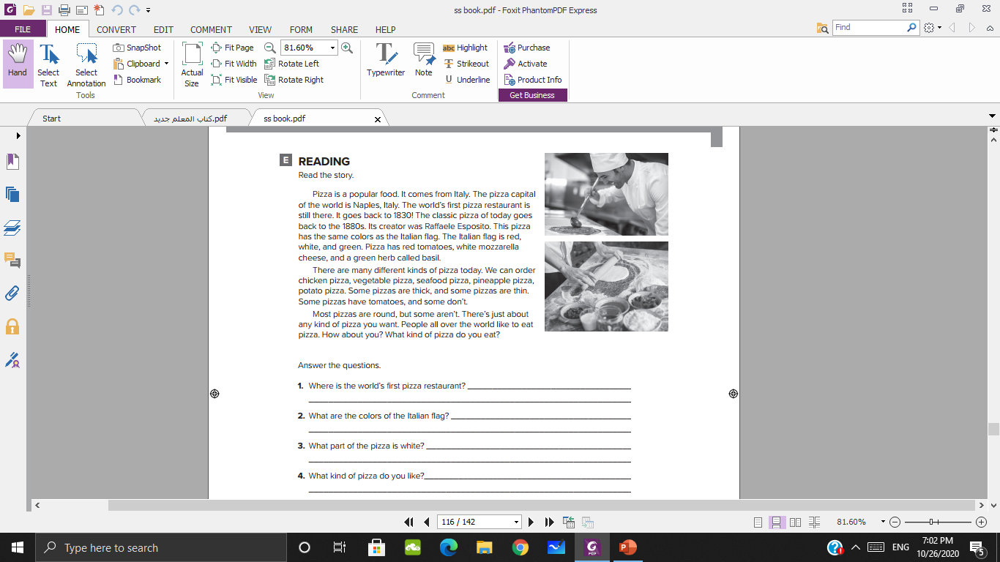 ss book.pdf - Foxit PhantomPDF Express
FILE
HOME
CONVERT
EDIT
COMMENT
VIEW
FORM
SHARE
HELP
Find
Hand
Select
Text
Select
Annotation
SnapShot
Clipboard
Bookmark
Tools
Actual
Size
Fit Page
Fit Width
Fit Visible
81.60%
Rotate Left
Rotate Right
View
Typewriter
Note
abc Highlight
T Strikeout
U Underline
Comment
Purchase
Activate
Product Info
Get Business
Start
كتاب المعلم جديد.pdf
ss book.pdf
E READING
Read the story.
Pizza is a popular food. It comes from Italy. The pizza capital
of the world is Naples, Italy. The world's first pizza restaurant is
still there. It goes back to 1830! The classic pizza of today goes
back to the 1880s. Its creator was Raffaele Esposito. This pizza
has the same colors as the Italian flag. The Italian flag is red,
white, and green. Pizza has red tomatoes, white mozzarella
cheese, and a green herb called basil.
There are many different kinds of pizza today. We can order
chicken pizza, vegetable pizza, seafood pizza, pineapple pizza,
potato pizza. Some pizzas are thick, and some pizzas are thin.
Some pizzas have tomatoes, and some don't.
Most pizzas are round, but some aren't. There's just about
any kind of pizza you want. People all over the world like to eat
pizza. How about you? What kind of pizza do you eat?
Answer the questions.
1. Where is the world's first pizza restaurant?
2. What are the colors of the Italian flag?
3. What part of the pizza is white?
4. What kind of pizza do you like?
116 / 142
81.60%
Type here to search
ENG
7:02 PM
10/26/2020
5